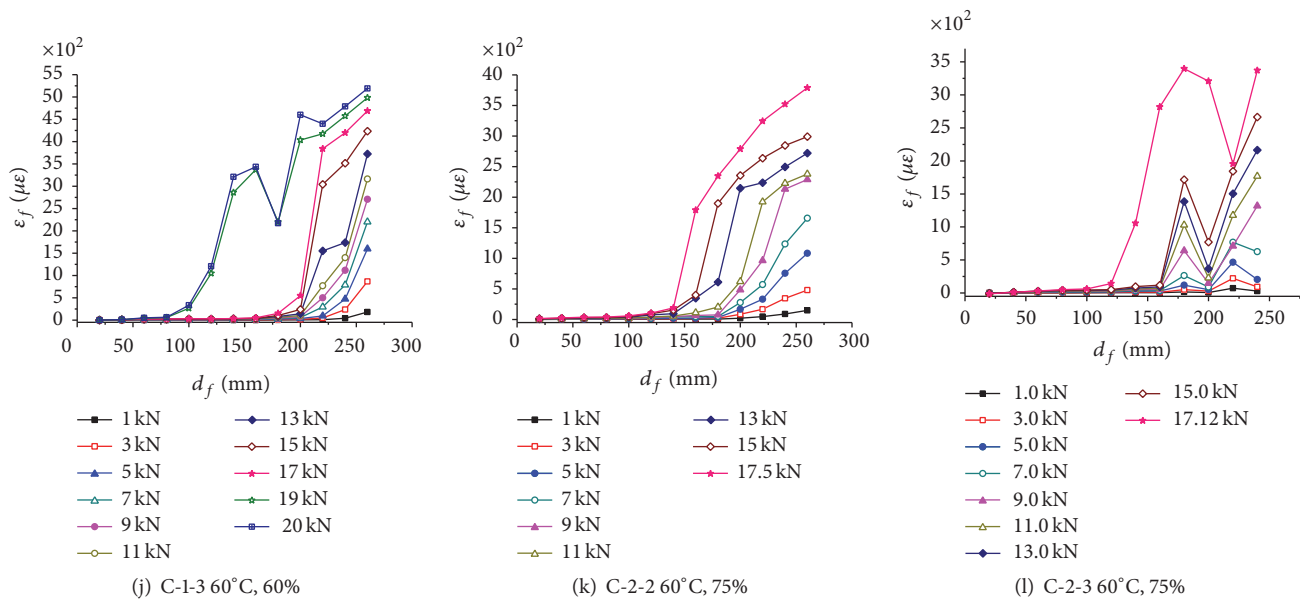 ×10²
55
50
45
40
35
30
25
20
15
10
5
0
ε_f (με)
0 50 100 150 200 250 300
d_f (mm)
1 kN 13 kN
3 kN 15 kN
5 kN 17 kN
7 kN 19 kN
9 kN 20 kN
11 kN
(j) C-1-3 60°C, 60%
×10²
40
30
20
10
0
ε_f (με)
0 50 100 150 200 250 300
d_f (mm)
1 kN 13 kN
3 kN 15 kN
5 kN 17.5 kN
7 kN
9 kN
11 kN
(k) C-2-2 60°C, 75%
×10²
35
30
20
15
10
5
0
ε_f (με)
0 50 100 150 200 250
d_f (mm)
1.0 kN 15.0 kN
3.0 kN 17.12 kN
5.0 kN
7.0 kN
9.0 kN
11.0 kN
13.0 kN
(l) C-2-3 60°C, 75%